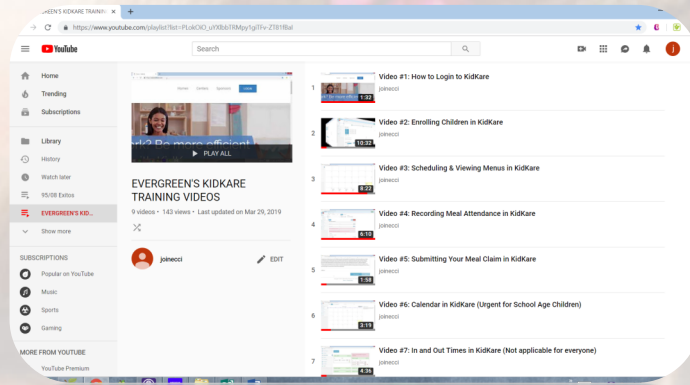 EVERGREEN'S KIDKARE TRAININ
https://www.youtube.com/playlist?list=
YouTube
Search
j
Home
Trending
Subscriptions
Library
History
Watch later
95/08 Exitos
EVERGREEN'S KID...
Show more
SUBSCRIPTIONS
Popular on YouTube
Music
Sports
Gaming
MORE FROM YOUTUBE
YouTube Premium
k? Be more efficient
PLAY ALL
EVERGREEN'S KIDKARE
TRAINING VIDEOS
9 videos • 143 views • Last updated on Mar 29, 2019
joinecci
EDIT
1
1:32
Video #1: How to Login to KidKare
joinecci
2
10:32
Video #2: Enrolling Children in KidKare
joinecci
3
8:22
Video #3: Scheduling & Viewing Menus in KidKare
joinecci
4
6:10
Video #4: Recording Meal Attendance in KidKare
joinecci
5
1:58
Video #5: Submitting Your Meal Claim in KidKare
joinecci
6
3:19
Video #6: Calendar in KidKare (Urgent for School Age Children)
joinecci
7
4:36
Video #7: In and Out Times in KidKare (Not applicable for everyone)
joinecci